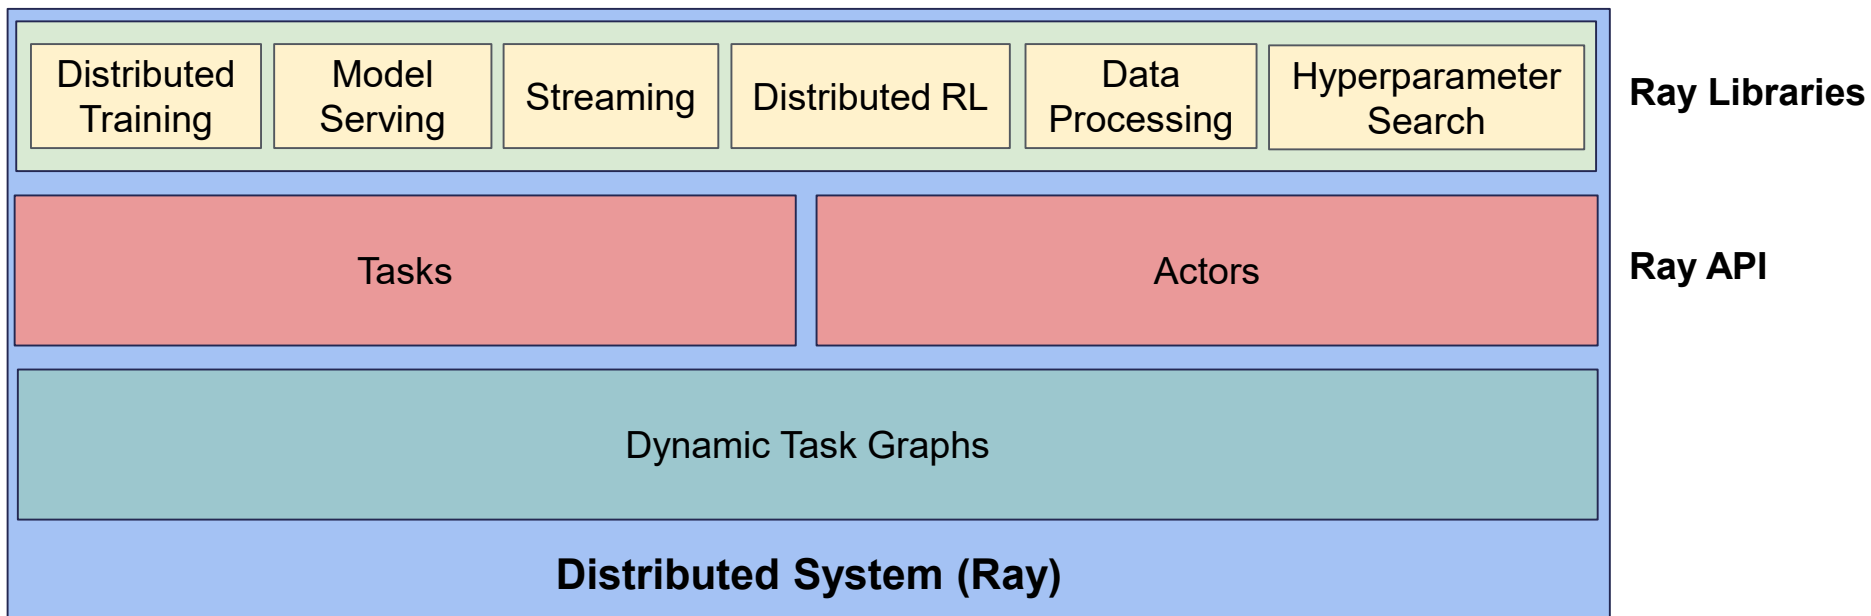 Distributed
Training
Model
Serving
Streaming
Distributed RL
Data
Processing
Hyperparameter
Search
Ray Libraries
Tasks
Actors
Ray API
Dynamic Task Graphs
Distributed System (Ray)